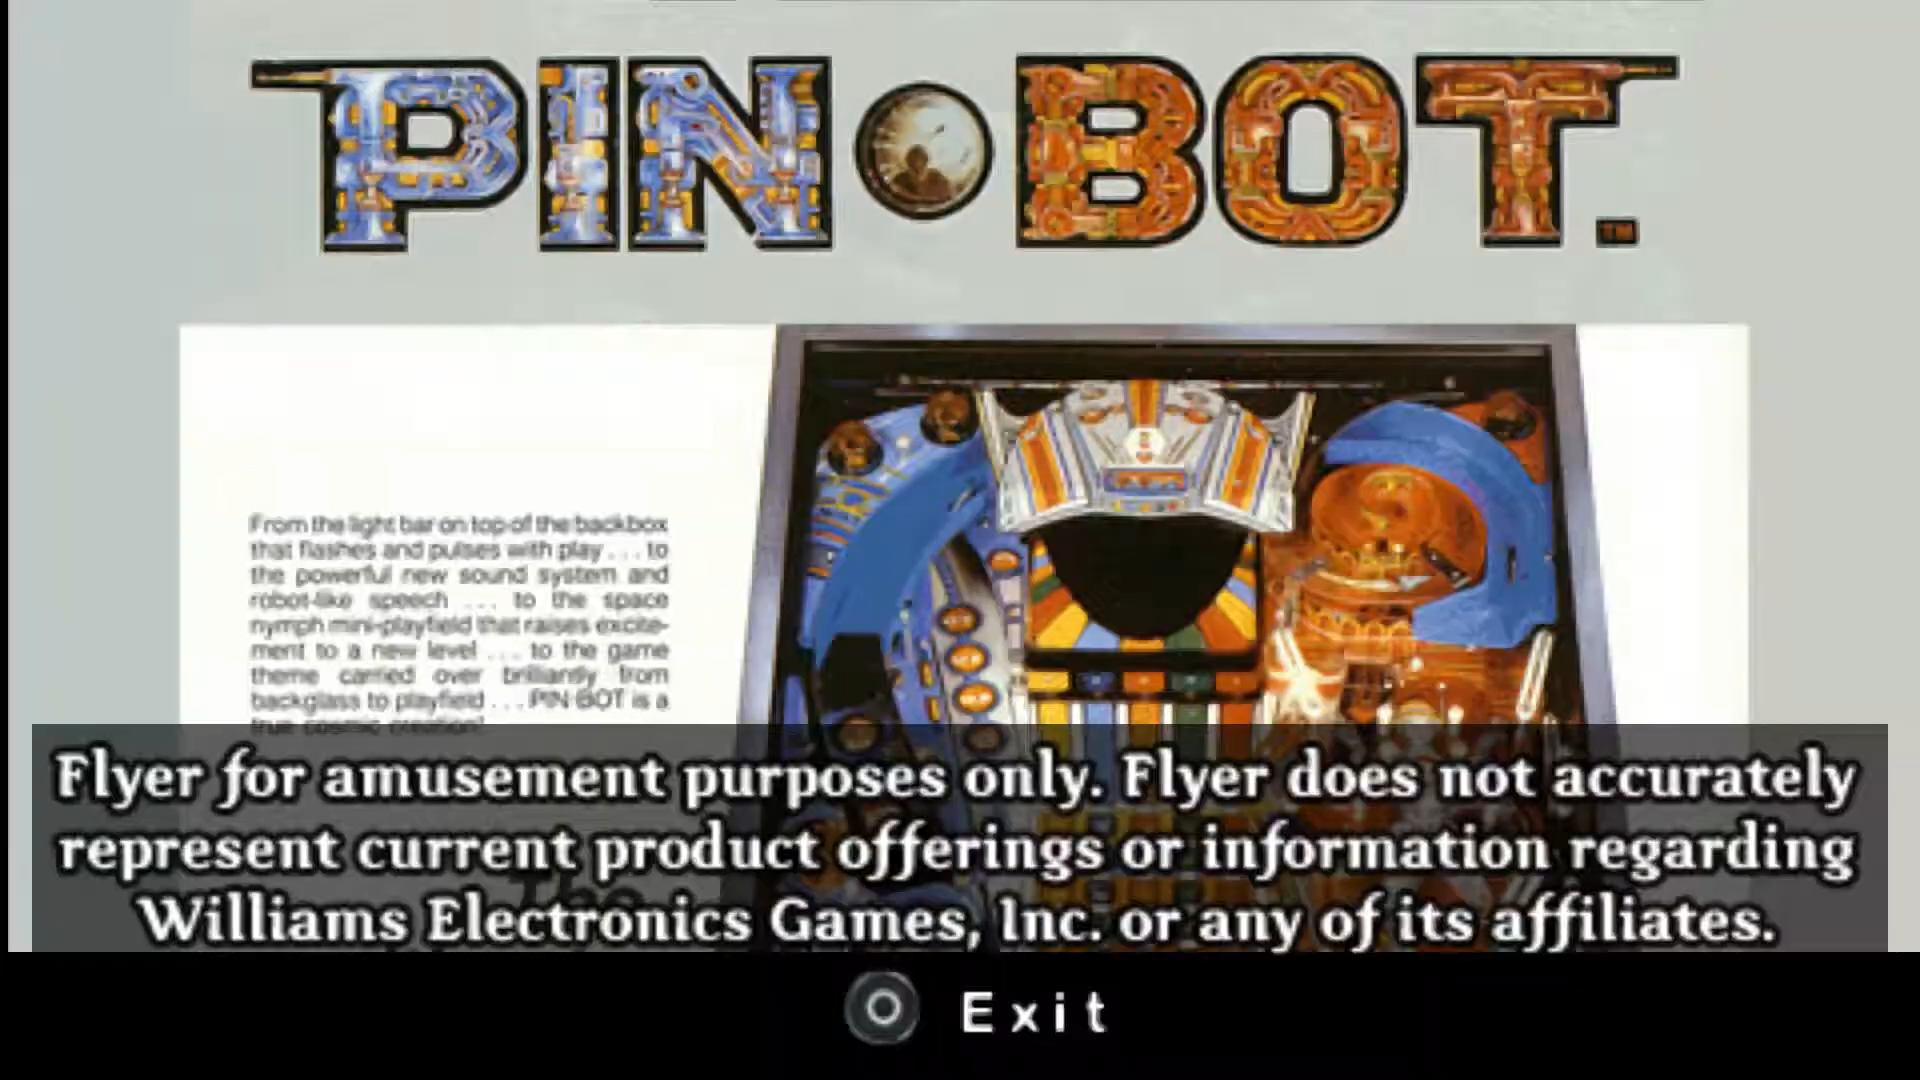 PIN·BOT.
TM
From the light bar on top of the backbox
that flashes and pulses with play . . . to
the powerful new sound system and
robot-like speech . . . to the space
nymph mini-playfield that raises excite-
ment to a new level . . . to the game
theme carried over brilliantly from
backglass to playfield . . . PIN·BOT is a
true cosmic creation!
Flyer for amusement purposes only. Flyer does not accurately
represent current product offerings or information regarding
Williams Electronics Games, Inc. or any of its affiliates.
The
Exit